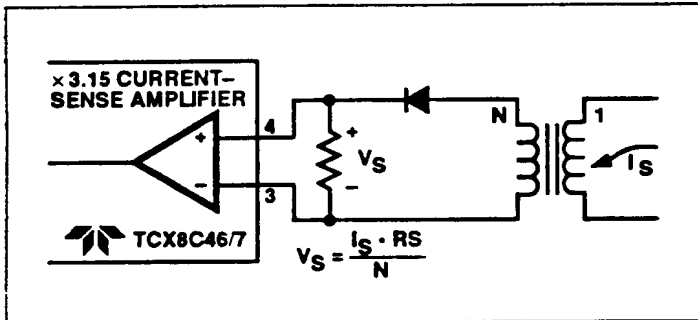 × 3.15 CURRENT–
SENSE AMPLIFIER
+
–
4
3
TCX8C46/7
+
VS
–
N
1
IS
VS = IS · RS
N